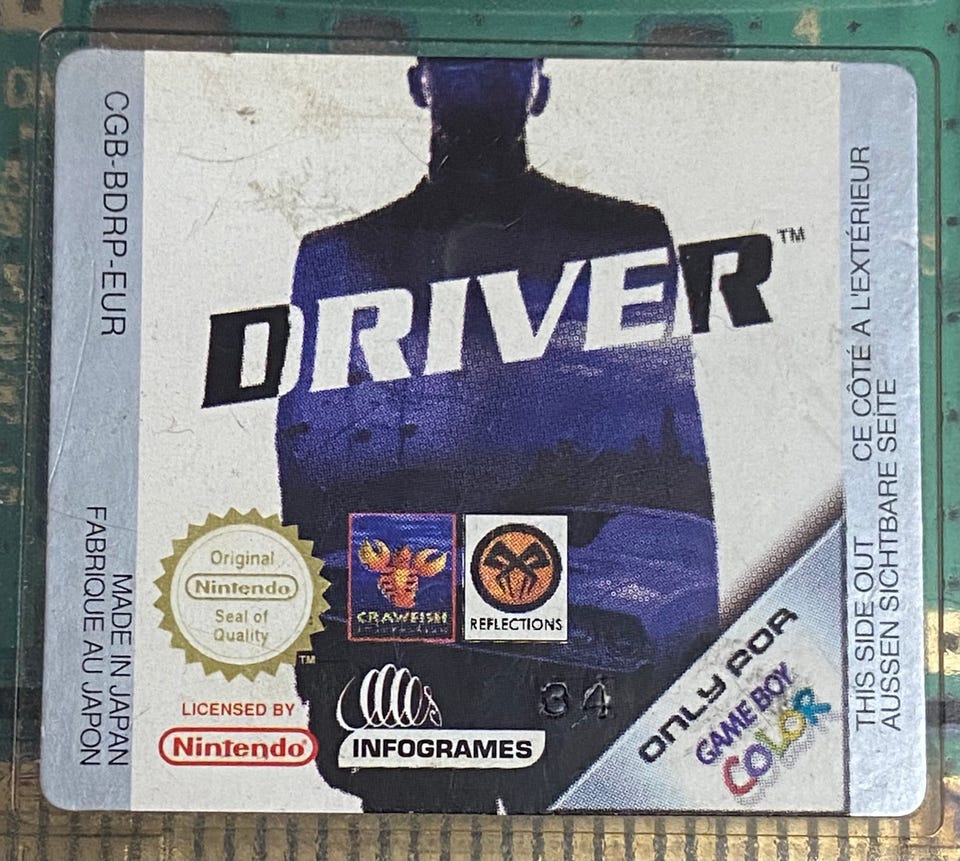 CGB-BDRP-EUR
MADE IN JAPAN
FABRIQUE AU JAPON
DRIVER™
Original
Nintendo
Seal of
Quality
TM
LICENSED BY
Nintendo®
CRAWFISH
REFLECTIONS
INFOGRAMES
34
ONLY FOR
GAME BOY
COLOR
THIS SIDE OUT
CE CÔTÉ A L'EXTÉRIEUR
AUSSEN SICHTBARE SEITE